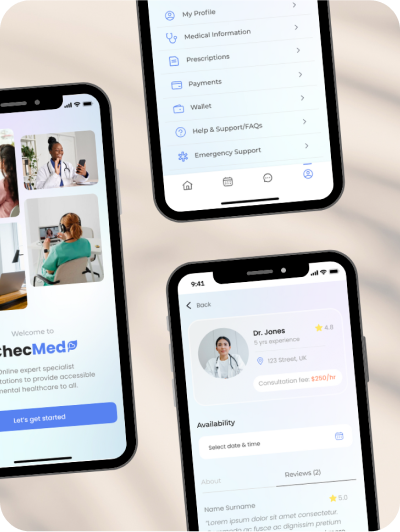 My Profile
Medical Information
Prescriptions
Payments
Wallet
Help & Support/FAQs
Emergency Support
Welcome to
ChecMed
Online expert specialist
to provide accessible
mental healthcare to all.
Let's get started
9:41
Back
Dr. Jones
4.8
5 yrs experience
123 Street, UK
Consultation fee: $250/hr
Availability
Select date & time
About
Reviews (2)
Name Surname
5.0
"Lorem ipsum dolor sit amet consectetur.
ac fusce ac dignissim pretium